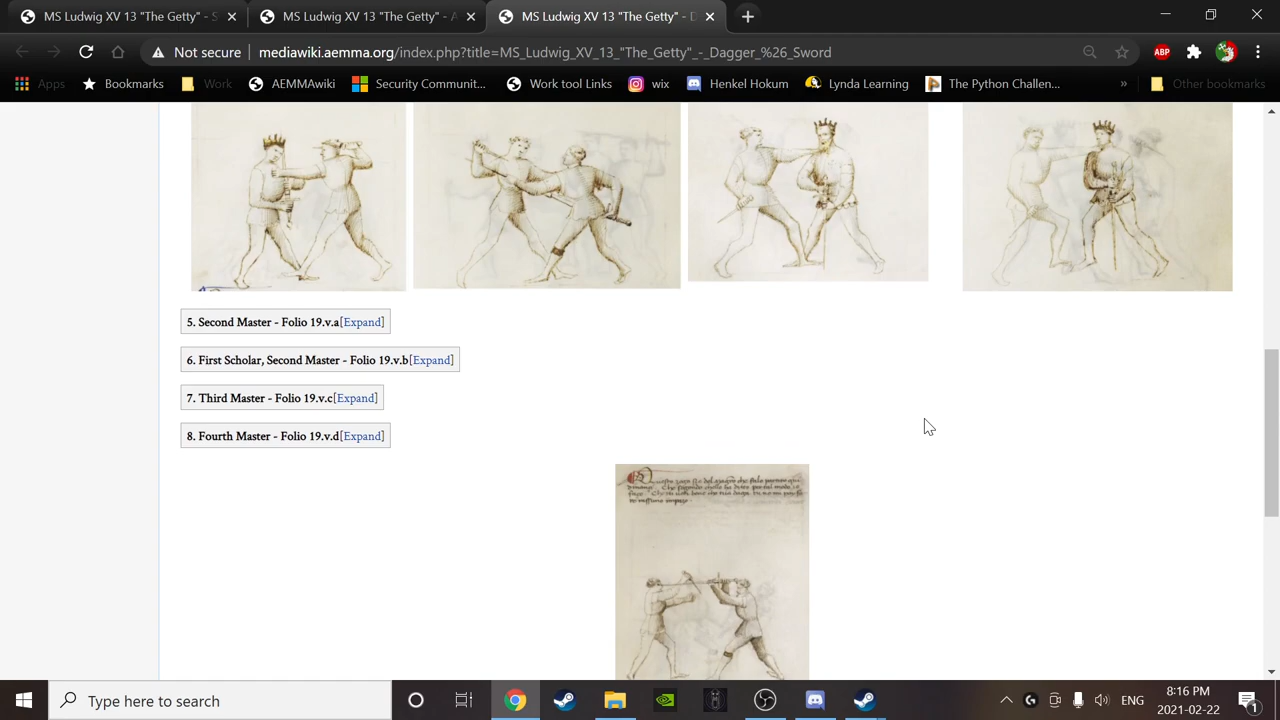 MS Ludwig XV 13 "The Getty" - S
MS Ludwig XV 13 "The Getty" - A
MS Ludwig XV 13 "The Getty" - D
Not secure
mediawiki.aemma.org/index.php?title=MS_Ludwig_XV_13_"The_Getty"_-_Dagger_%26_Sword
ABP
Apps
Bookmarks
Work
AEMMAwiki
Security Communit...
Work tool Links
wix
Henkel Hokum
Lynda Learning
The Python Challen...
»
Other bookmarks
5. Second Master - Folio 19.v.a[Expand]
6. First Scholar, Second Master - Folio 19.v.b[Expand]
7. Third Master - Folio 19.v.c[Expand]
8. Fourth Master - Folio 19.v.d[Expand]
Type here to search
ENG
8:16 PM
2021-02-22
1